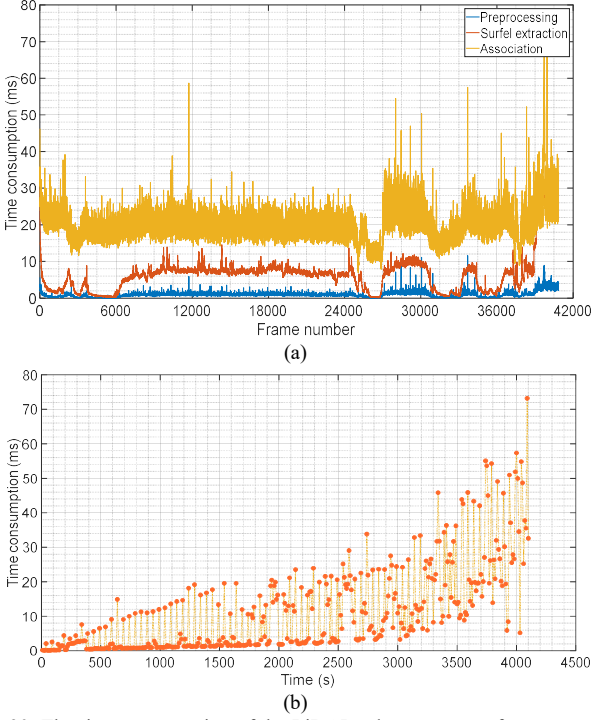 80
70
60
50
40
30
20
10
0
Time consumption (ms)
Preprocessing
Surfel extraction
Association
0 6000 12000 18000 24000 30000 36000 42000
Frame number
(a)
80
70
60
50
40
30
20
10
0
Time consumption (ms)
0 500 1000 1500 2000 2500 3000 3500 4000 4500
Time (s)
(b)